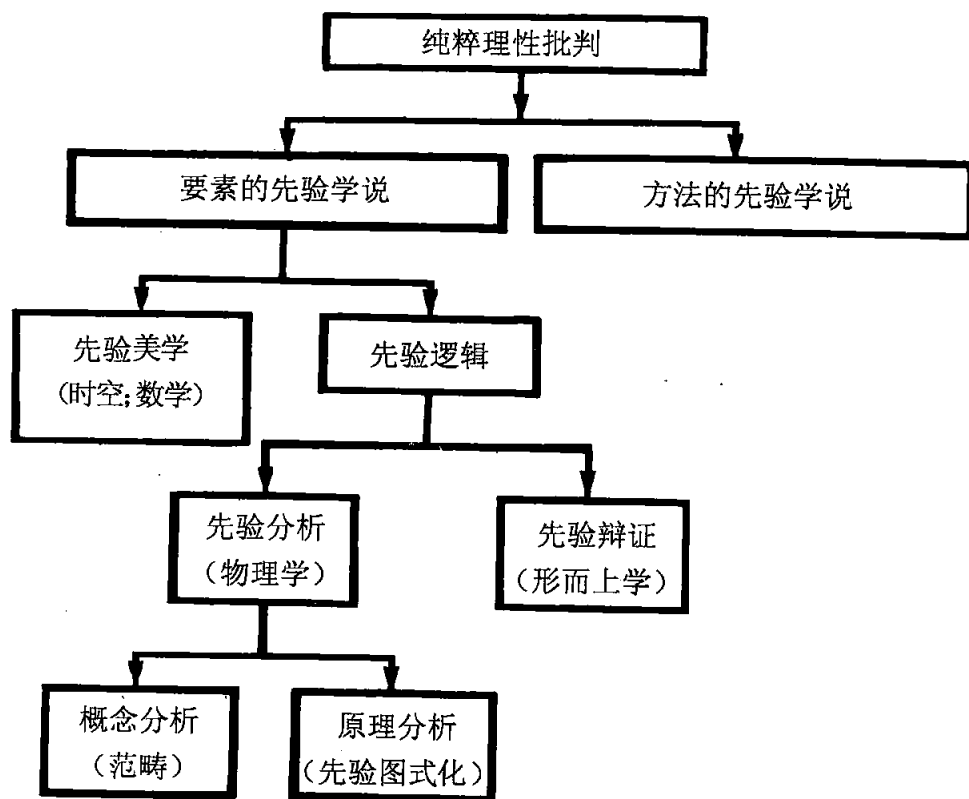 纯粹理性批判
要素的先验学说
方法的先验学说
先验美学
(时空;数学)
先验逻辑
先验分析
(物理学)
先验辩证
(形而上学)
概念分析
(范畴)
原理分析
(先验图式化)